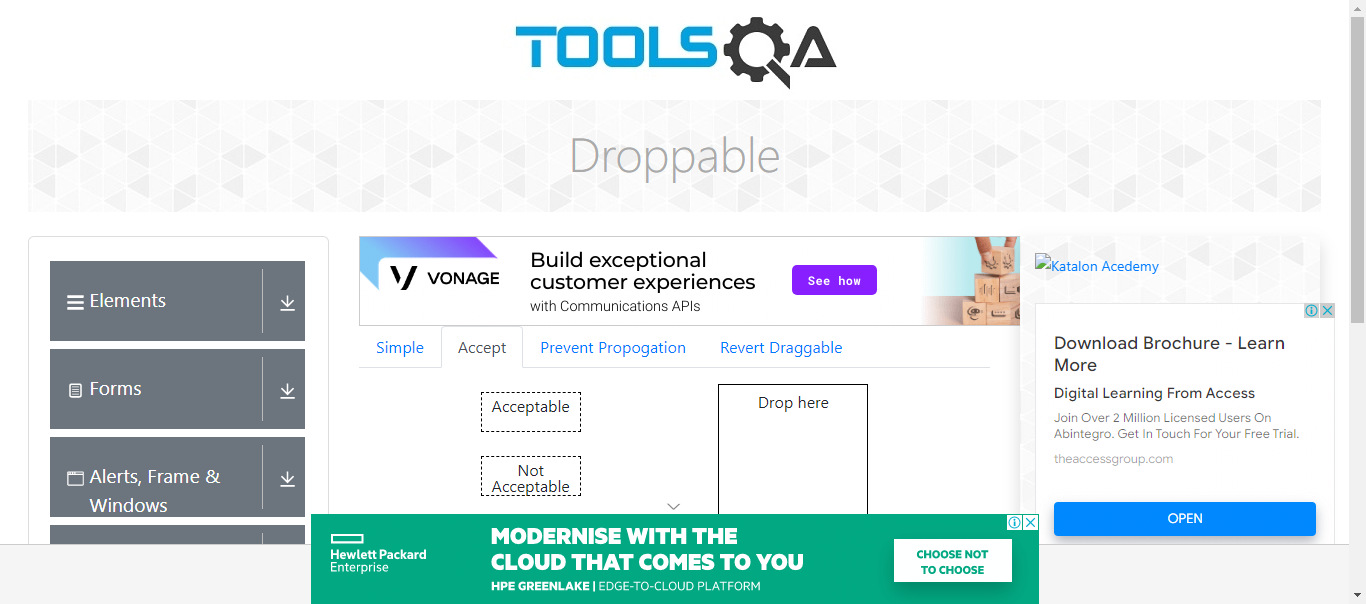 TOOLSQA
Droppable
Elements
Forms
Alerts, Frame &
Windows
VONAGE
Build exceptional
customer experiences
with Communications APIs
See how
Simple
Accept
Prevent Propogation
Revert Draggable
Acceptable
Not
Acceptable
Drop here
Katalon Acedemy
Download Brochure - Learn
More
Digital Learning From Access
Join Over 2 Million Licensed Users On
Abintegro. Get In Touch For Your Free Trial.
theaccessgroup.com
OPEN
Hewlett Packard
Enterprise
MODERNISE WITH THE
CLOUD THAT COMES TO YOU
HPE GREENLAKE | EDGE-TO-CLOUD PLATFORM
CHOOSE NOT
TO CHOOSE